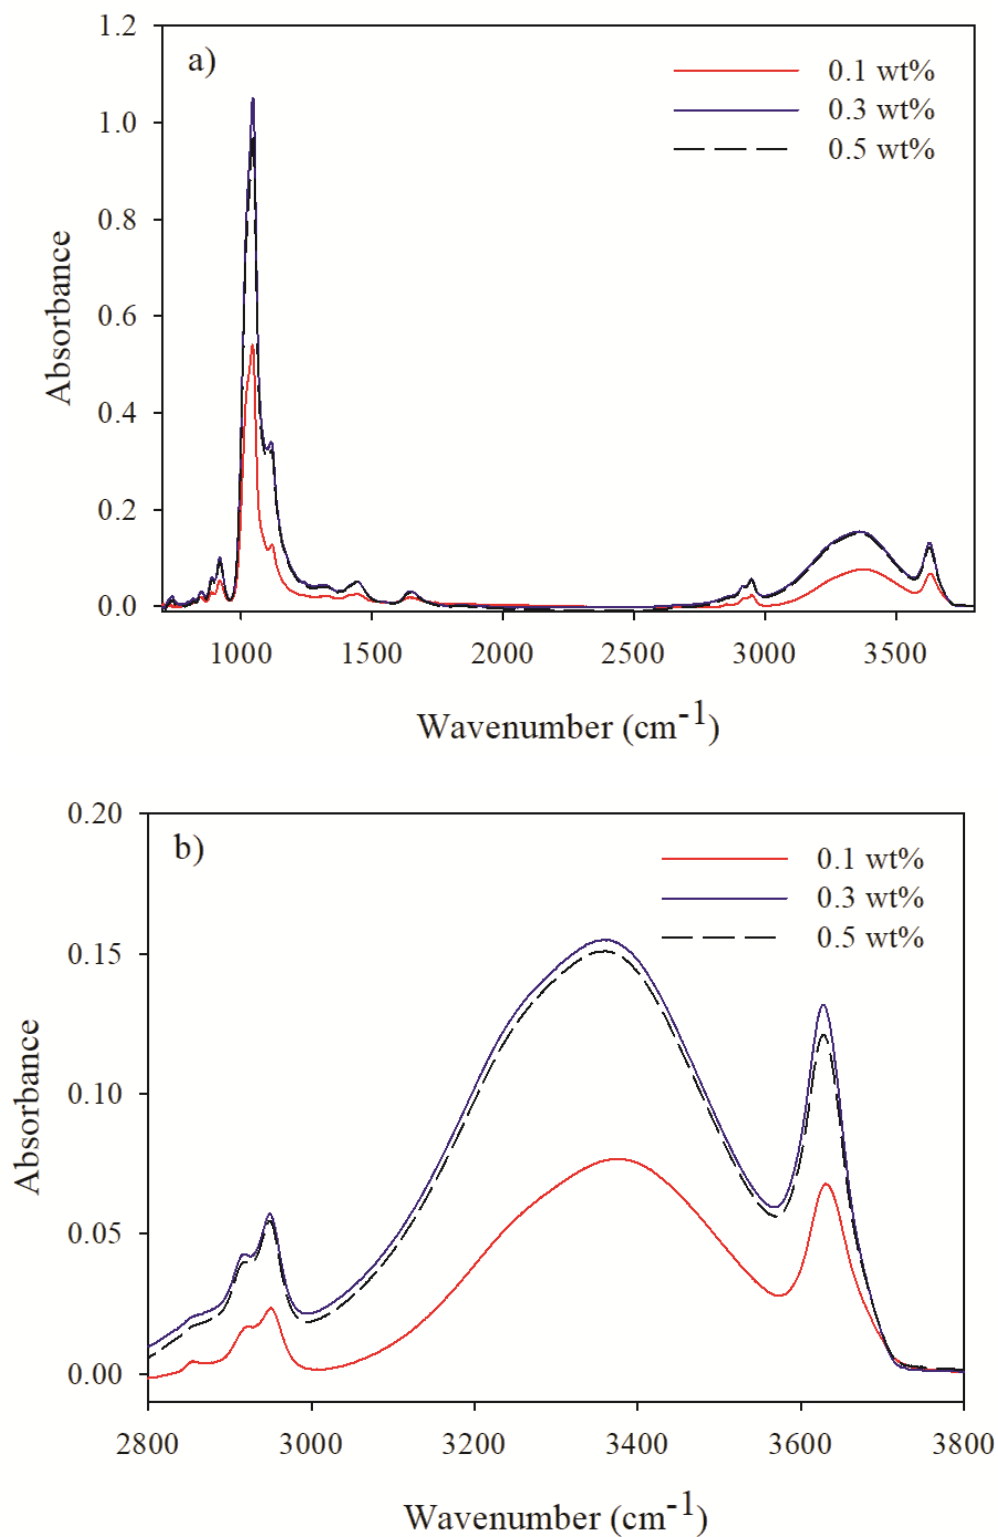 1.2
a)
0.1 wt%
0.3 wt%
0.5 wt%
1.0
0.8
0.6
0.4
0.2
0.0
Absorbance
1000 1500 2000 2500 3000 3500
Wavenumber (cm-1)
0.20
b)
0.1 wt%
0.3 wt%
0.5 wt%
0.15
0.10
0.05
0.00
Absorbance
2800 3000 3200 3400 3600 3800
Wavenumber (cm-1)